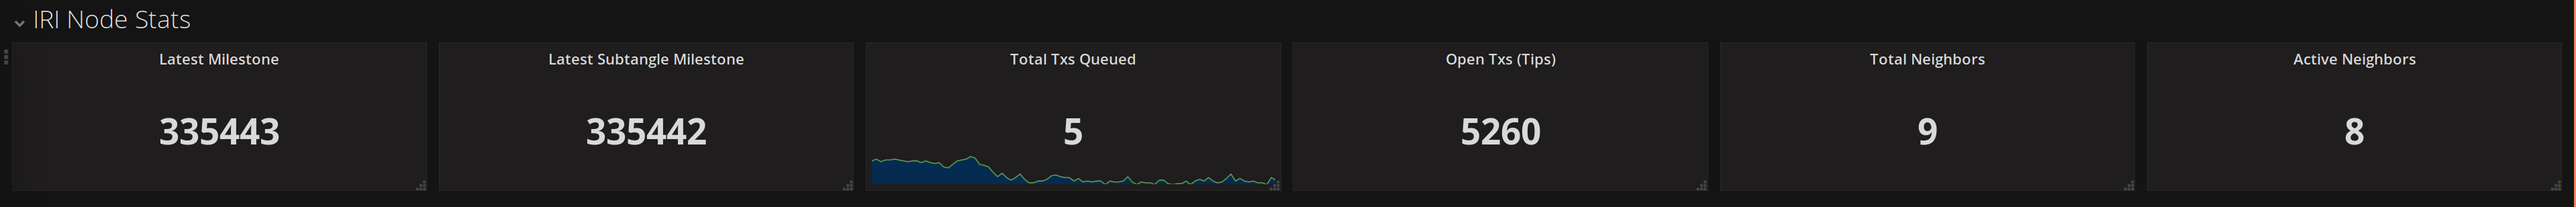 IRI Node Stats
Latest Milestone
335443
Latest Subtangle Milestone
335442
Total Txs Queued
5
Open Txs (Tips)
5260
Total Neighbors
9
Active Neighbors
8